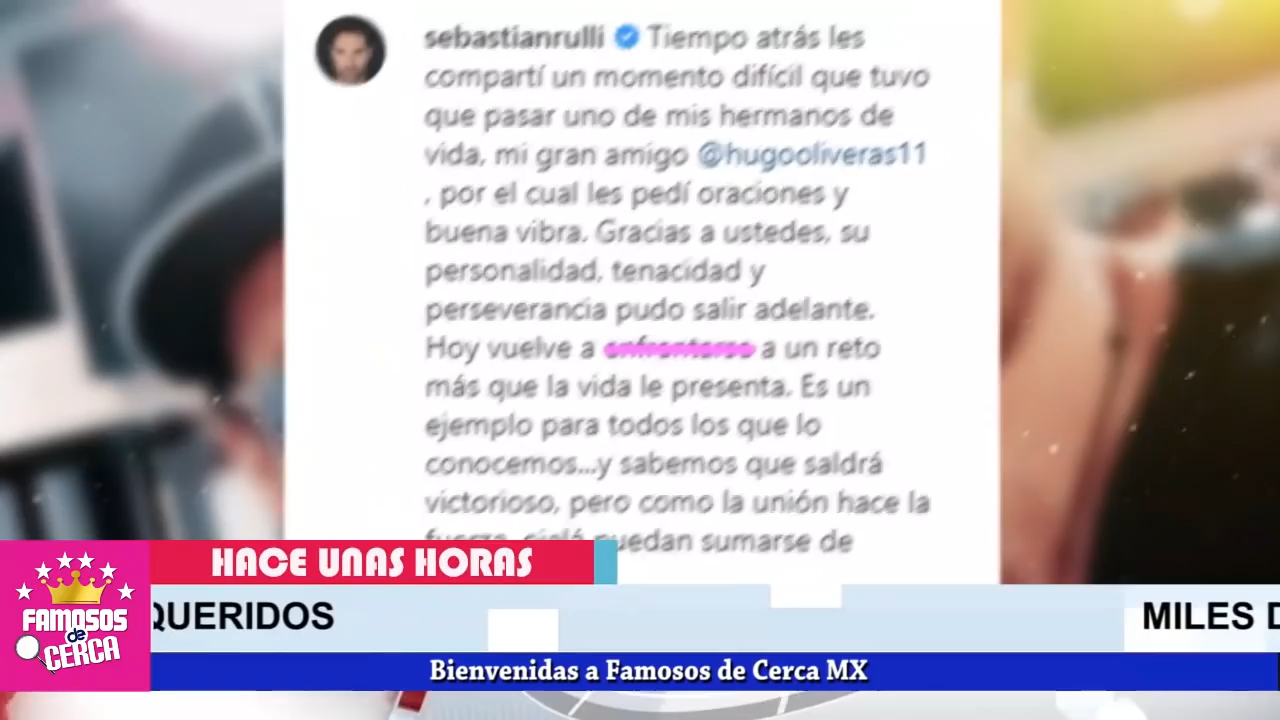 sebastianrulli Tiempo atrás les
compartí un momento difícil que tuvo
que pasar uno de mis hermanos de
vida, mi gran amigo @hugooliveras11
, por el cual les pedí oraciones y
buena vibra. Gracias a ustedes, su
personalidad, tenacidad y
perseverancia pudo salir adelante.
Hoy vuelve a a un reto
más que la vida le presenta. Es un
ejemplo para todos los que lo
conocemos...y sabemos que saldrá
victorioso, pero como la unión hace la
puedan sumarse de
HACE UNAS HORAS
QUERIDOS
MILES D
FAMOSOS
de
CERCA
Bienvenidas a Famosos de Cerca MX